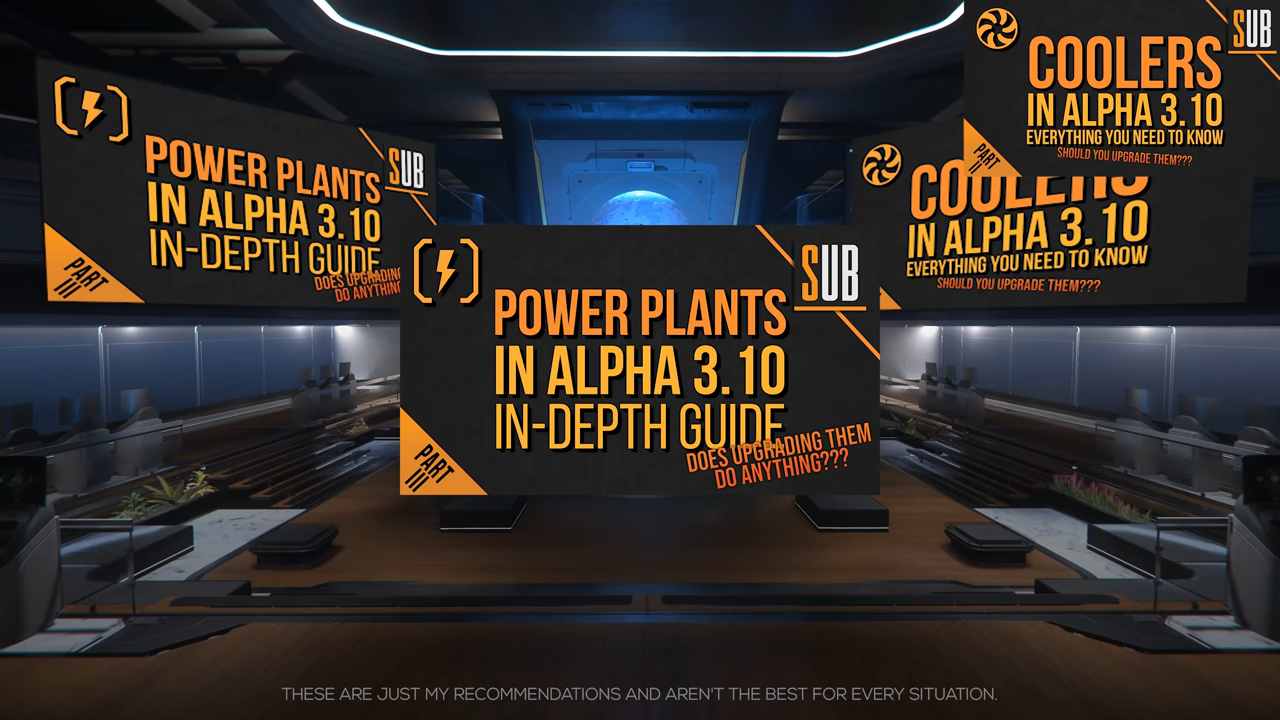 POWER PLANTS
IN ALPHA 3.10
IN-DEPTH GUIDE
DOES UPGRADING
DO ANYTHING
PART
III
SUB
COOLERS
IN ALPHA 3.10
EVERYTHING YOU NEED TO KNOW
SHOULD YOU UPGRADE THEM???
PART
SUB
COOLERS
IN ALPHA 3.10
EVERYTHING YOU NEED TO KNOW
SHOULD YOU UPGRADE THEM???
POWER PLANTS
IN ALPHA 3.10
IN-DEPTH GUIDE
DOES UPGRADING THEM
DO ANYTHING???
PART
III
SUB
THESE ARE JUST MY RECOMMENDATIONS AND AREN'T THE BEST FOR EVERY SITUATION.